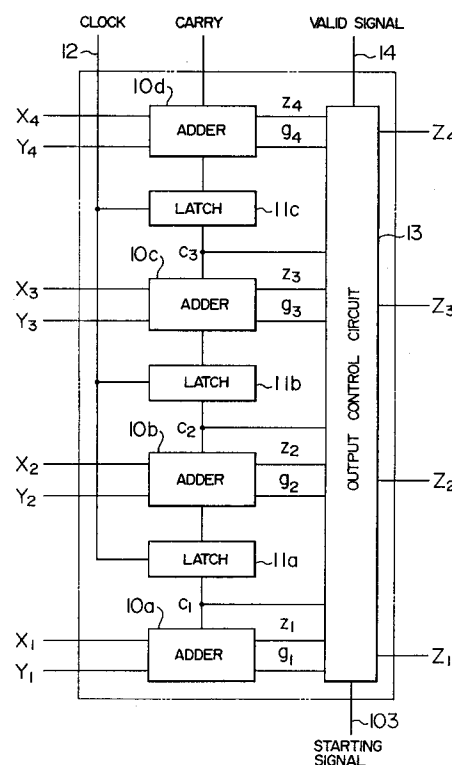 CLOCK CARRY VALID SIGNAL
12 14
10d
X4 ADDER z4 Z4
Y4 g4
13
LATCH 11c
c3
10c
X3 ADDER z3 Z3
Y3 g3
LATCH 11b
c2
10b
X2 ADDER z2 Z2
Y2 g2
OUTPUT CONTROL CIRCUIT
LATCH 11a
c1
10a
X1 ADDER z1 Z1
Y1 g1
103
STARTING
SIGNAL